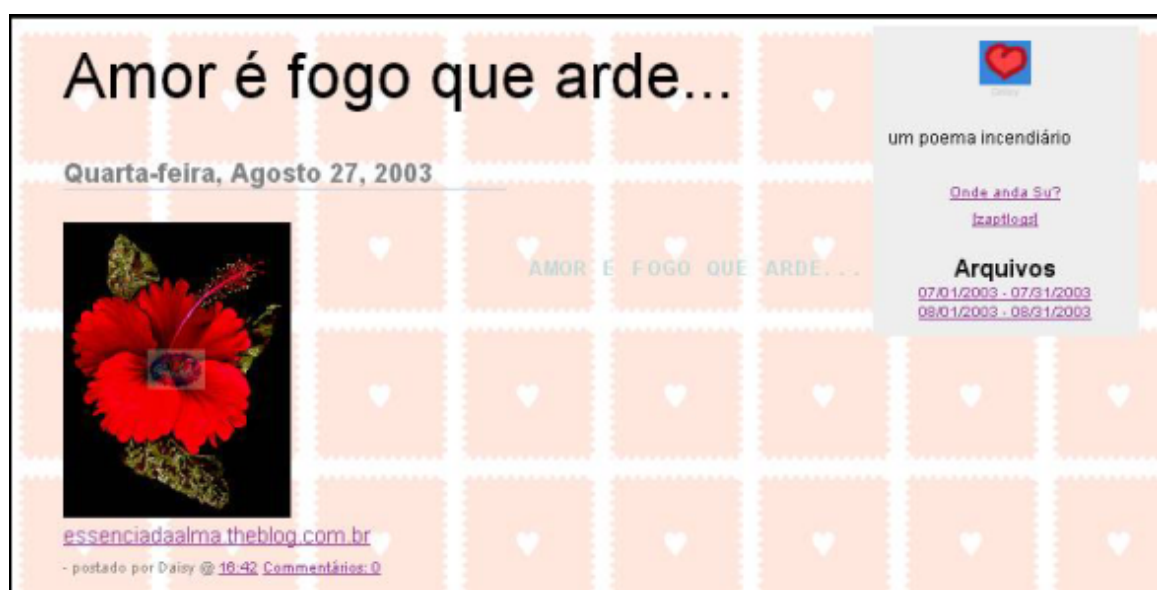 Amor é fogo que arde...
Quarta-feira, Agosto 27, 2003
essenciadaalma.theblog.com.br
- postado por Daisy @ 16:42 Commentários: 0
AMOR E FOGO QUE ARDE...
Daisy
um poema incendiário
Onde anda Su?
[zaptlogs]
Arquivos
07/01/2003 - 07/31/2003
08/01/2003 - 08/31/2003